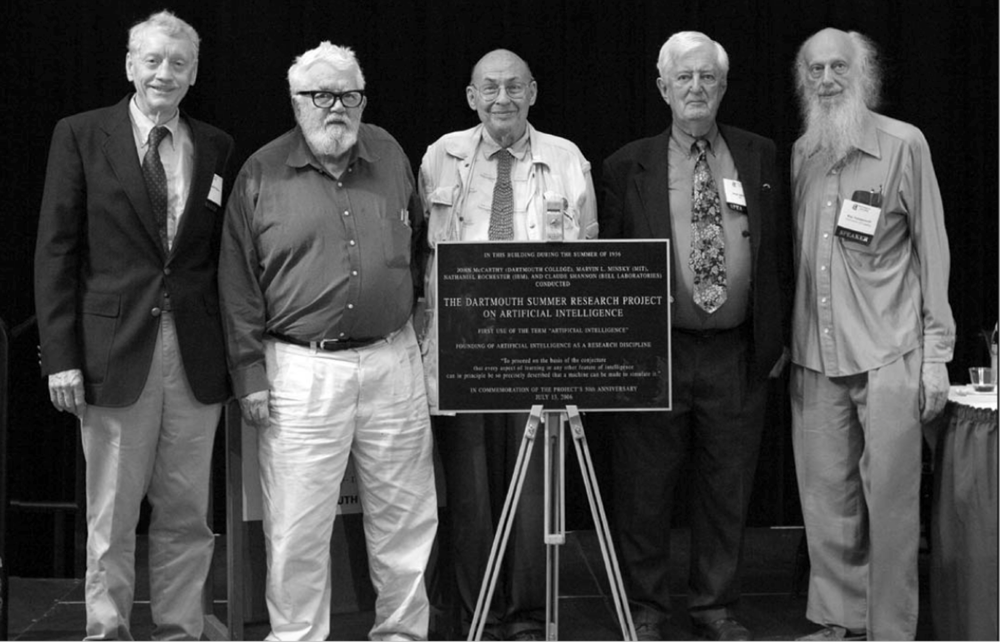 IN THIS BUILDING DURING THE SUMMER OF 1956
JOHN McCARTHY (DARTMOUTH COLLEGE), MARVIN L. MINSKY (MIT),
NATHANIEL ROCHESTER (IBM), AND CLAUDE SHANNON (BELL LABORATORIES)
CONDUCTED
THE DARTMOUTH SUMMER RESEARCH PROJECT
ON ARTIFICIAL INTELLIGENCE
FIRST USE OF THE TERM "ARTIFICIAL INTELLIGENCE"
FOUNDING OF ARTIFICIAL INTELLIGENCE AS A RESEARCH DISCIPLINE
"To proceed on the basis of the conjecture
that every aspect of learning or any other feature of intelligence
can in principle be so precisely described that a machine can be made to simulate it."
IN COMMEMORATION OF THE PROJECT'S 50th ANNIVERSARY
JULY 13, 2006
SPEAKER
UTH